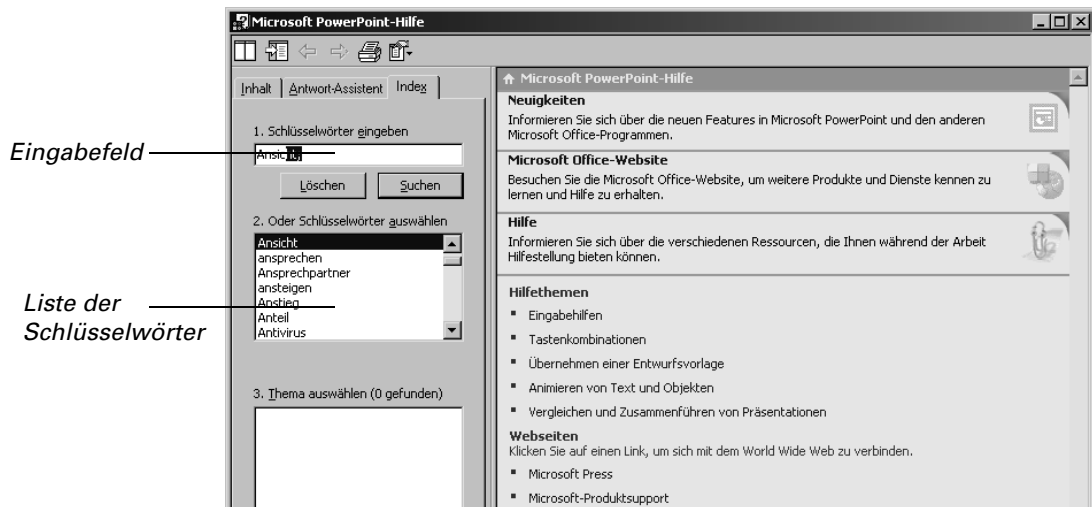 Microsoft PowerPoint-Hilfe
Inhalt
Antwort-Assistent
Index
1. Schlüsselwörter eingeben
Eingabefeld
Ansicht;
Löschen
Suchen
2. Oder Schlüsselwörter auswählen
Ansicht
ansprechen
Ansprechpartner
ansteigen
Anstieg
Anteil
Antivirus
Liste der
Schlüsselwörter
3. Thema auswählen (0 gefunden)
Microsoft PowerPoint-Hilfe
Neuigkeiten
Informieren Sie sich über die neuen Features in Microsoft PowerPoint und den anderen
Microsoft Office-Programmen.
Microsoft Office-Website
Besuchen Sie die Microsoft Office-Website, um weitere Produkte und Dienste kennen zu
lernen und Hilfe zu erhalten.
Hilfe
Informieren Sie sich über die verschiedenen Ressourcen, die Ihnen während der Arbeit
Hilfestellung bieten können.
Hilfethemen
Eingabehilfen
Tastenkombinationen
Übernehmen einer Entwurfsvorlage
Animieren von Text und Objekten
Vergleichen und Zusammenführen von Präsentationen
Webseiten
Klicken Sie auf einen Link, um sich mit dem World Wide Web zu verbinden.
Microsoft Press
Microsoft-Produktsupport